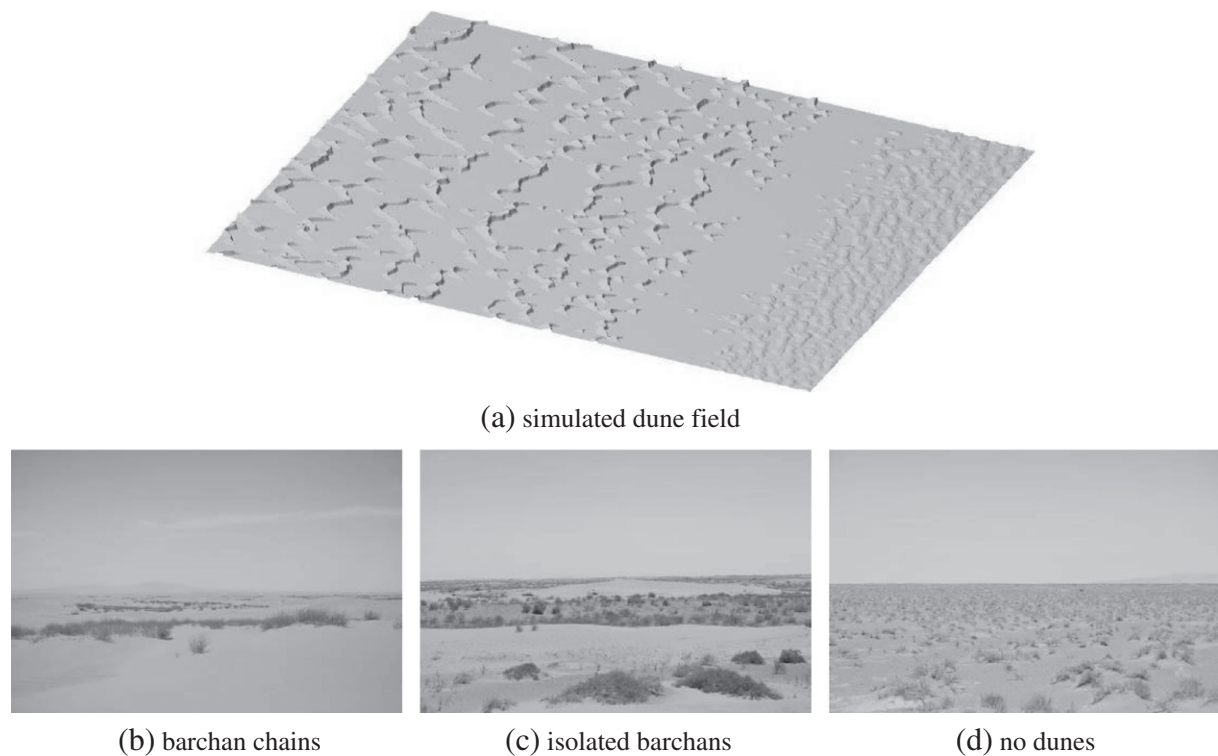 (a) simulated dune field
(b) barchan chains
(c) isolated barchans
(d) no dunes